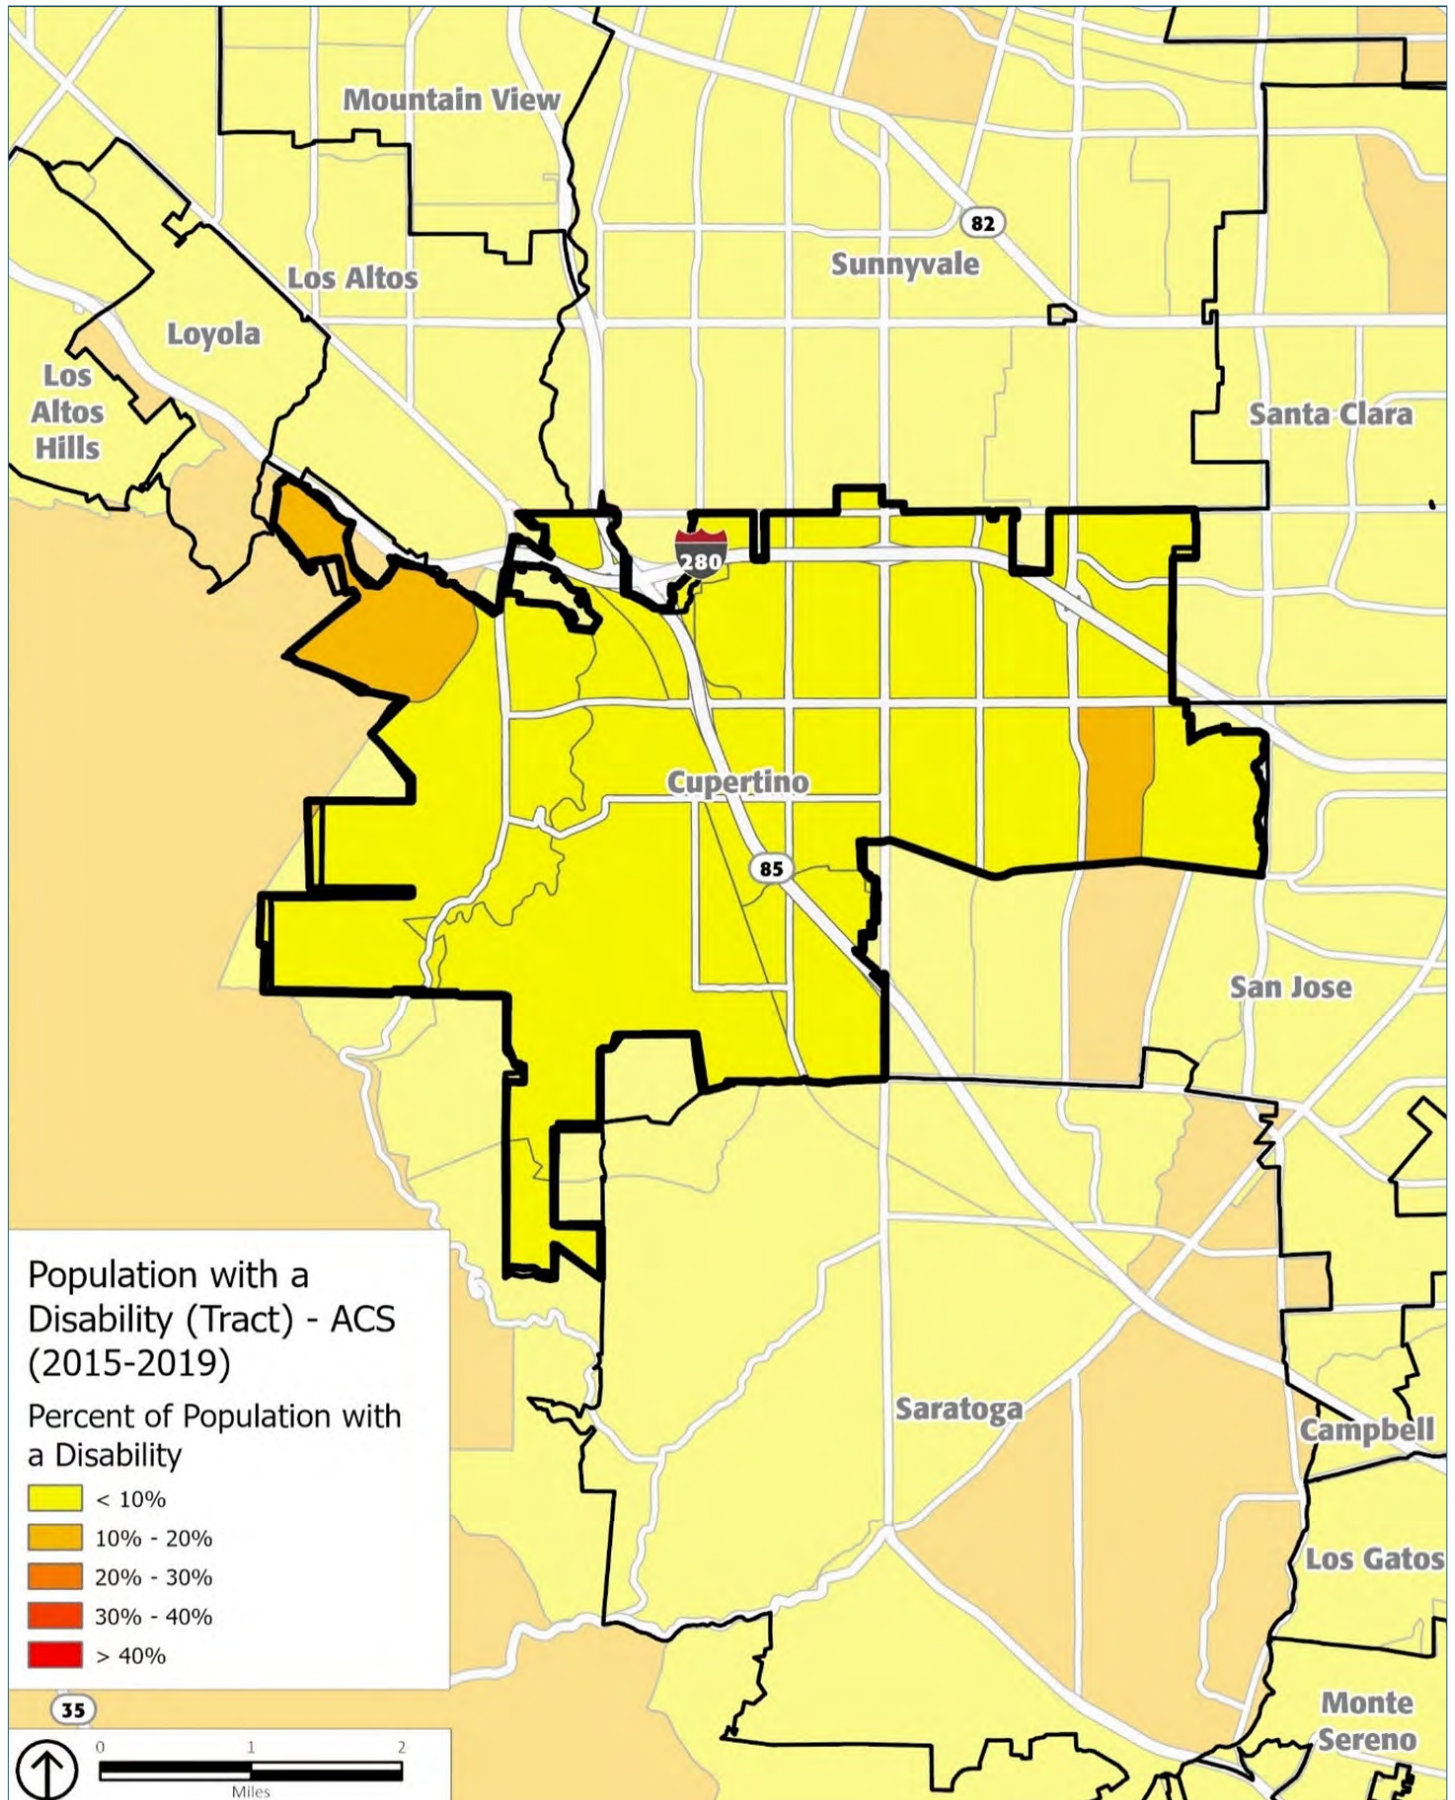 Mountain View
82
Sunnyvale
Los Altos
Loyola
Los
Altos
Hills
Santa Clara
280
Cupertino
85
San Jose
Population with a
Disability (Tract) - ACS
(2015-2019)
Percent of Population with
a Disability
< 10%
10% - 20%
20% - 30%
30% - 40%
> 40%
Saratoga
Campbell
Los Gatos
Monte
Sereno
35
0 1 2
Miles